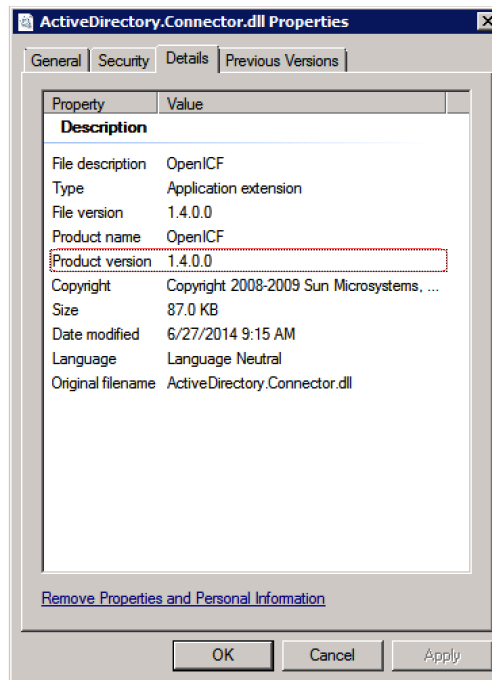 ActiveDirectory.Connector.dll Properties
General Security Details Previous Versions
Property Value
Description
File description OpenICF
Type Application extension
File version 1.4.0.0
Product name OpenICF
Product version 1.4.0.0
Copyright Copyright 2008-2009 Sun Microsystems, ...
Size 87.0 KB
Date modified 6/27/2014 9:15 AM
Language Language Neutral
Original filename ActiveDirectory.Connector.dll
Remove Properties and Personal Information
OK Cancel Apply